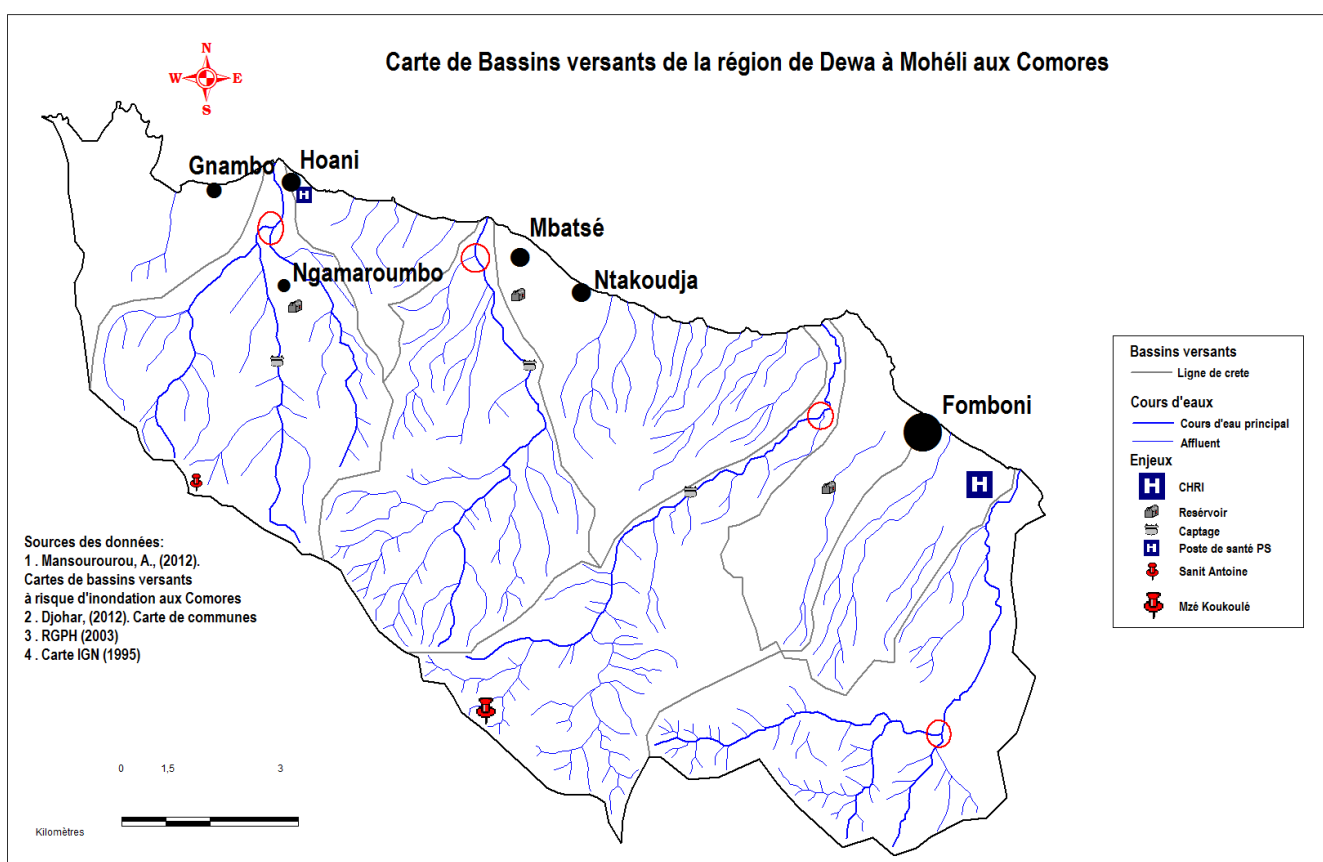 Carte de Bassins versants de la région de Dewa à Mohéli aux Comores
N
W E
S
Gnambo
Hoani
H
Mbatsé
Ngamaroumbo
Ntakoudja
Fomboni
H
Bassins versants
Ligne de crete
Cours d'eaux
Cours d'eau principal
Affluent
Enjeux
H CHRI
Resérvoir
Captage
H Poste de santé PS
Sanit Antoine
Mzé Koukoulé
Sources des données:
1 . Mansourourou, A., (2012).
Cartes de bassins versants
à risque d'inondation aux Comores
2 . Djohar, (2012). Carte de communes
3 . RGPH (2003)
4 . Carte IGN (1995)
0 1,5 3
Kilomètres